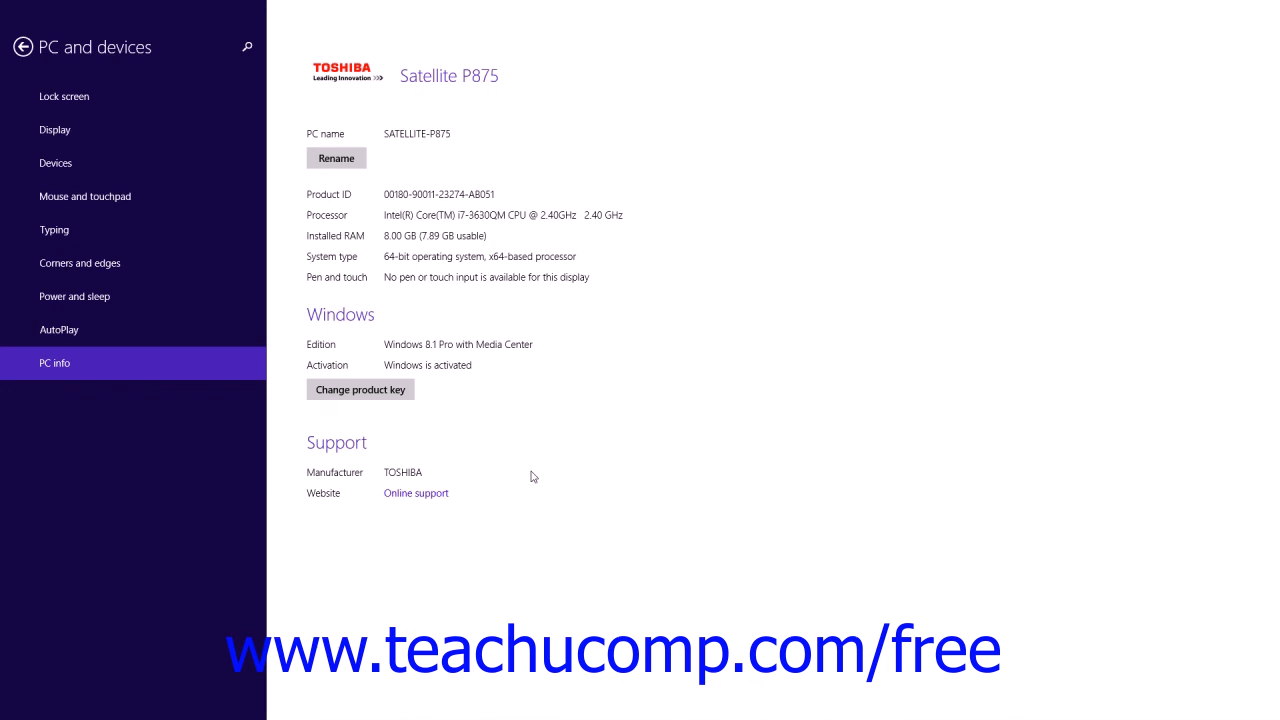 PC and devices
Lock screen
Display
Devices
Mouse and touchpad
Typing
Corners and edges
Power and sleep
AutoPlay
PC info
TOSHIBA
Leading Innovation >>>
Satellite P875
PC name SATELLITE-P875
Rename
Product ID 00180-90011-23274-AB051
Processor Intel(R) Core(TM) i7-3630QM CPU @ 2.40GHz 2.40 GHz
Installed RAM 8.00 GB (7.89 GB usable)
System type 64-bit operating system, x64-based processor
Pen and touch No pen or touch input is available for this display
Windows
Edition Windows 8.1 Pro with Media Center
Activation Windows is activated
Change product key
Support
Manufacturer TOSHIBA
Website Online support
www.teachucomp.com/free